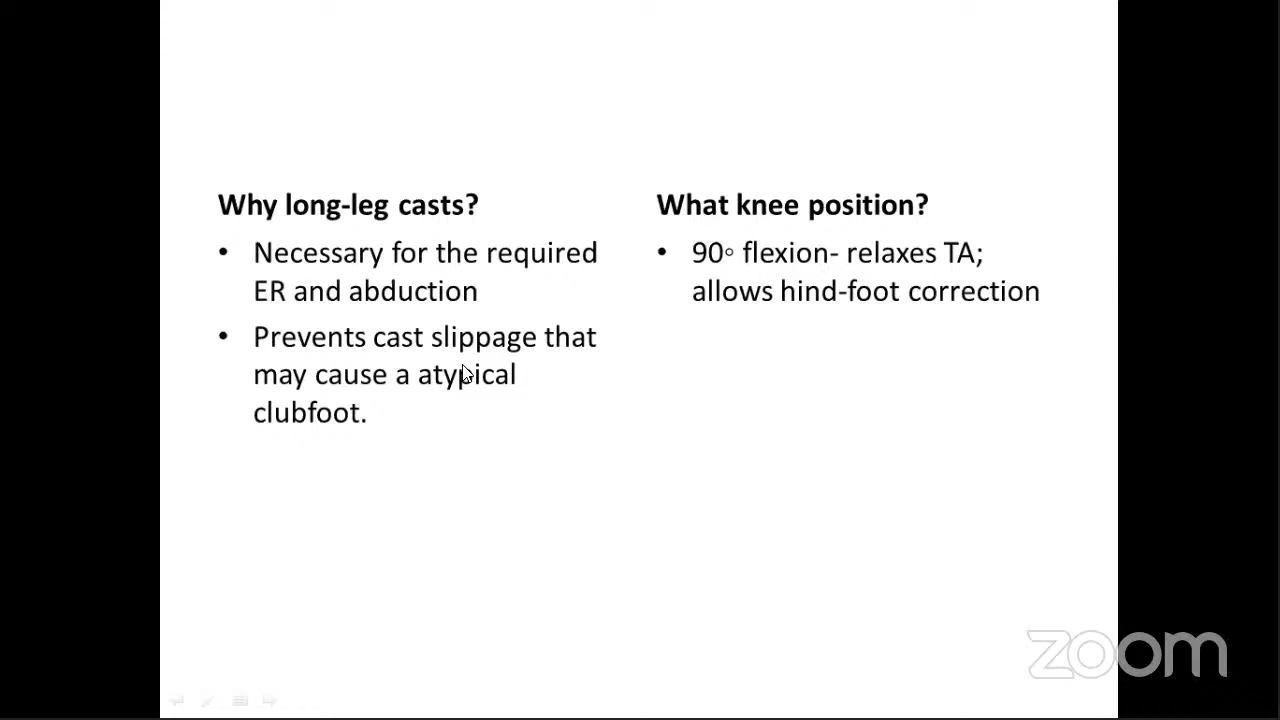 Why long-leg casts?
• Necessary for the required
ER and abduction
• Prevents cast slippage that
may cause a atypical
clubfoot.
What knee position?
• 90◦ flexion- relaxes TA;
allows hind-foot correction
zoom